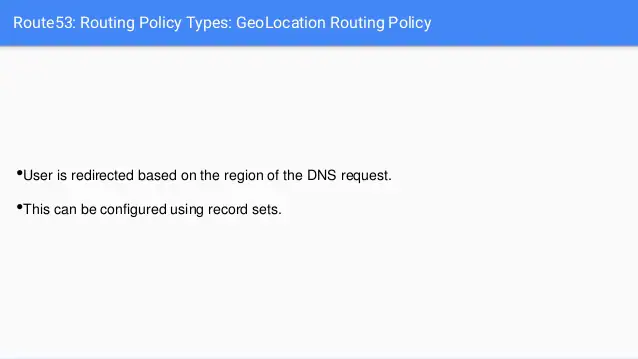 Route53: Routing Policy Types: GeoLocation Routing Policy
•User is redirected based on the region of the DNS request.
•This can be configured using record sets.